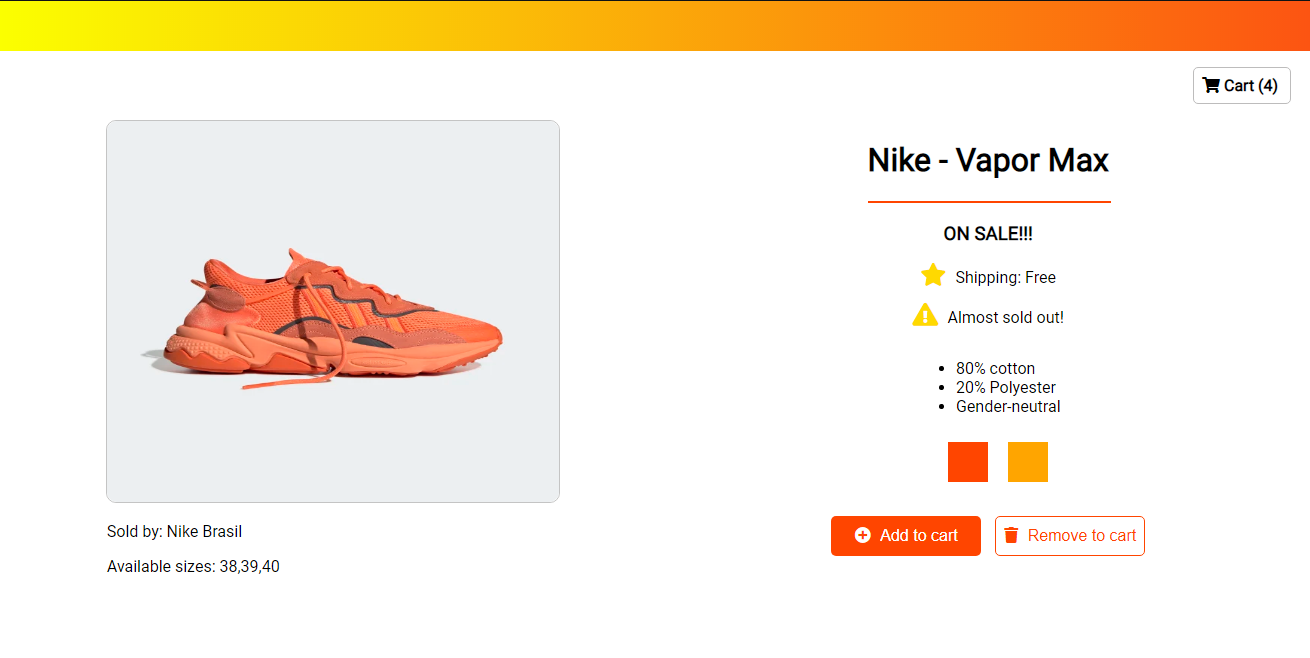 Cart (4)
Nike - Vapor Max
ON SALE!!!
Shipping: Free
Almost sold out!
80% cotton
20% Polyester
Gender-neutral
Add to cart
Remove to cart
Sold by: Nike Brasil
Available sizes: 38,39,40